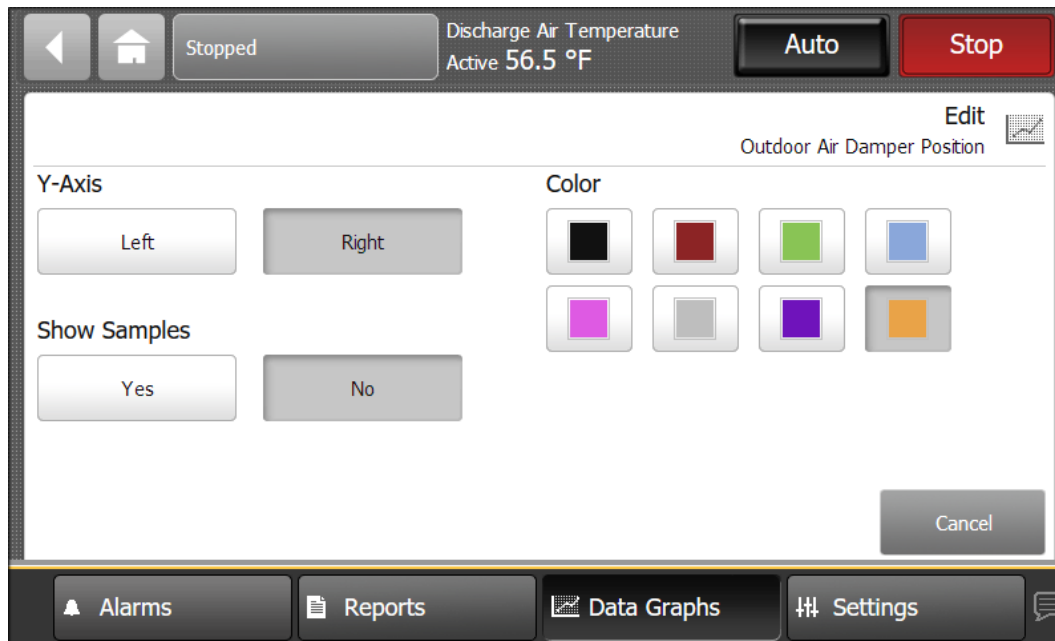 Stopped
Discharge Air Temperature
Active 56.5 °F
Auto
Stop
Edit
Outdoor Air Damper Position
Y-Axis
Left
Right
Color
Show Samples
Yes
No
Cancel
Alarms
Reports
Data Graphs
Settings